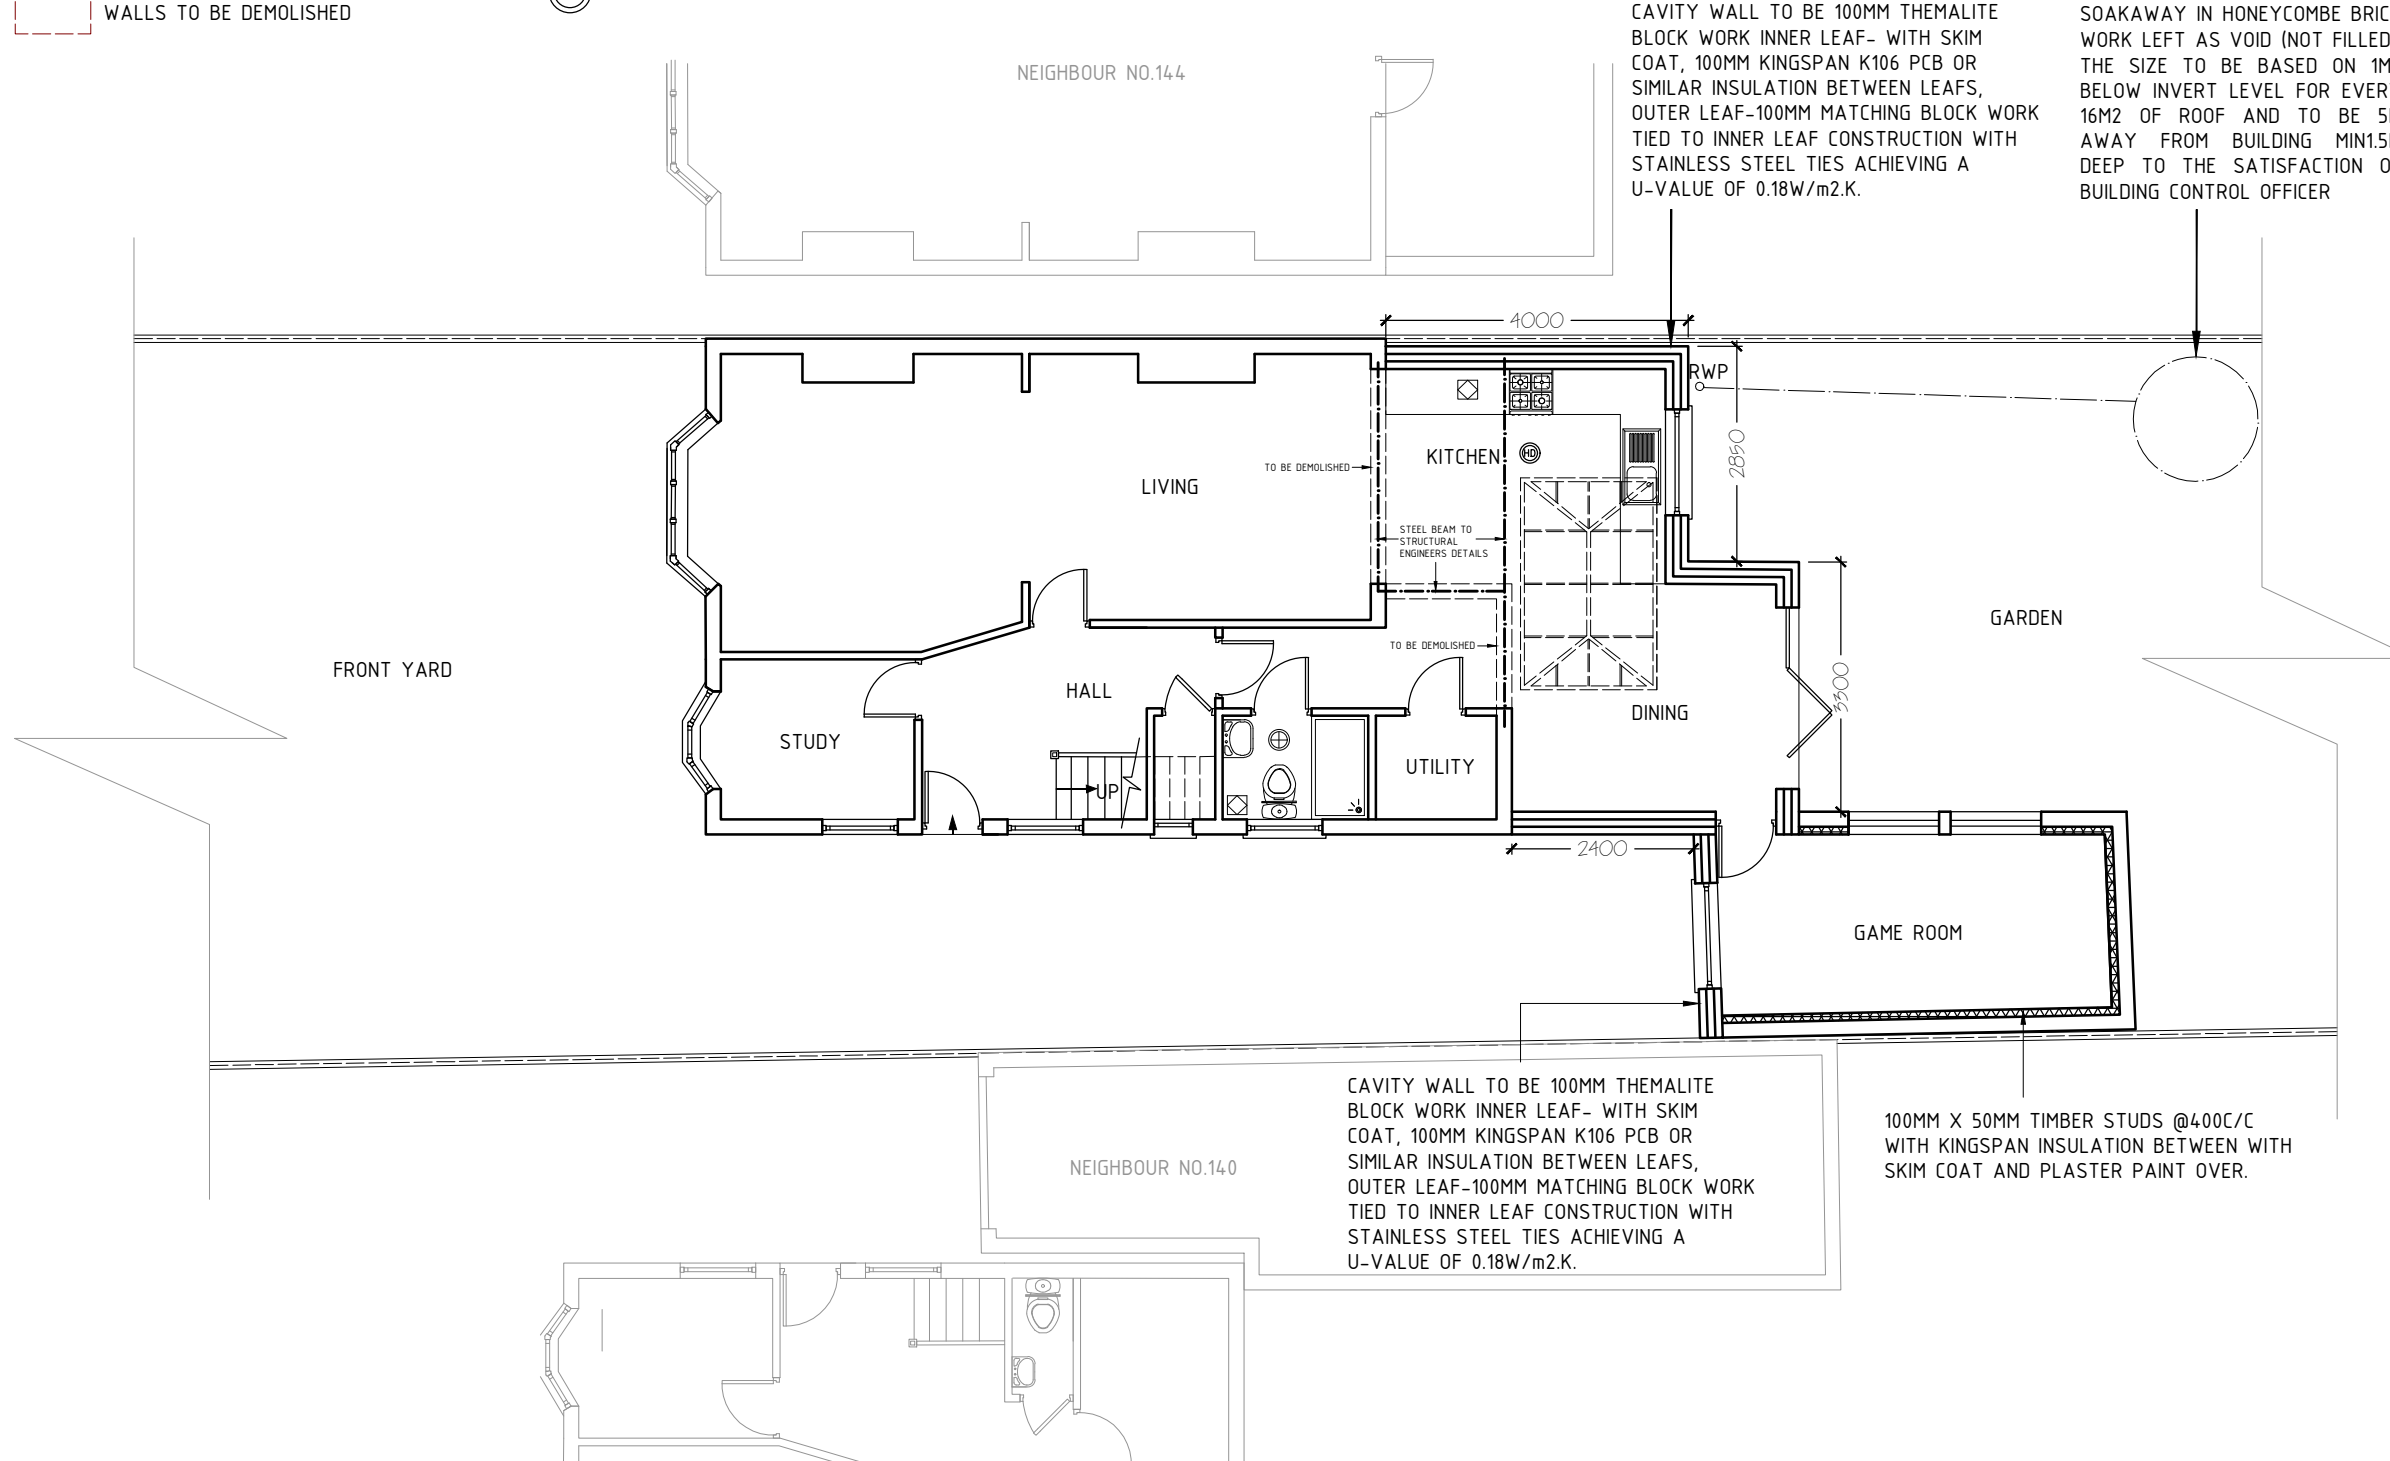 WALLS TO BE DEMOLISHED
CAVITY WALL TO BE 100MM THEMALITE
BLOCK WORK INNER LEAF- WITH SKIM
COAT, 100MM KINGSPAN K106 PCB OR
SIMILAR INSULATION BETWEEN LEAFS,
OUTER LEAF-100MM MATCHING BLOCK WORK
TIED TO INNER LEAF CONSTRUCTION WITH
STAINLESS STEEL TIES ACHIEVING A
U-VALUE OF 0.18W/m2.K.
SOAKAWAY IN HONEYCOMBE BRIC
WORK LEFT AS VOID (NOT FILLED
THE SIZE TO BE BASED ON 1M
BELOW INVERT LEVEL FOR EVER
16M2 OF ROOF AND TO BE 5
AWAY FROM BUILDING MIN1.5
DEEP TO THE SATISFACTION O
BUILDING CONTROL OFFICER
NEIGHBOUR NO.144
4000
RWP
2850
KITCHEN
HD
TO BE DEMOLISHED
LIVING
STEEL BEAM TO
STRUCTURAL
ENGINEERS DETAILS
GARDEN
TO BE DEMOLISHED
FRONT YARD
HALL
3300
DINING
STUDY
UTILITY
UP
2400
GAME ROOM
CAVITY WALL TO BE 100MM THEMALITE
BLOCK WORK INNER LEAF- WITH SKIM
COAT, 100MM KINGSPAN K106 PCB OR
SIMILAR INSULATION BETWEEN LEAFS,
OUTER LEAF-100MM MATCHING BLOCK WORK
TIED TO INNER LEAF CONSTRUCTION WITH
STAINLESS STEEL TIES ACHIEVING A
U-VALUE OF 0.18W/m2.K.
100MM X 50MM TIMBER STUDS @400C/C
WITH KINGSPAN INSULATION BETWEEN WITH
SKIM COAT AND PLASTER PAINT OVER.
NEIGHBOUR NO.140